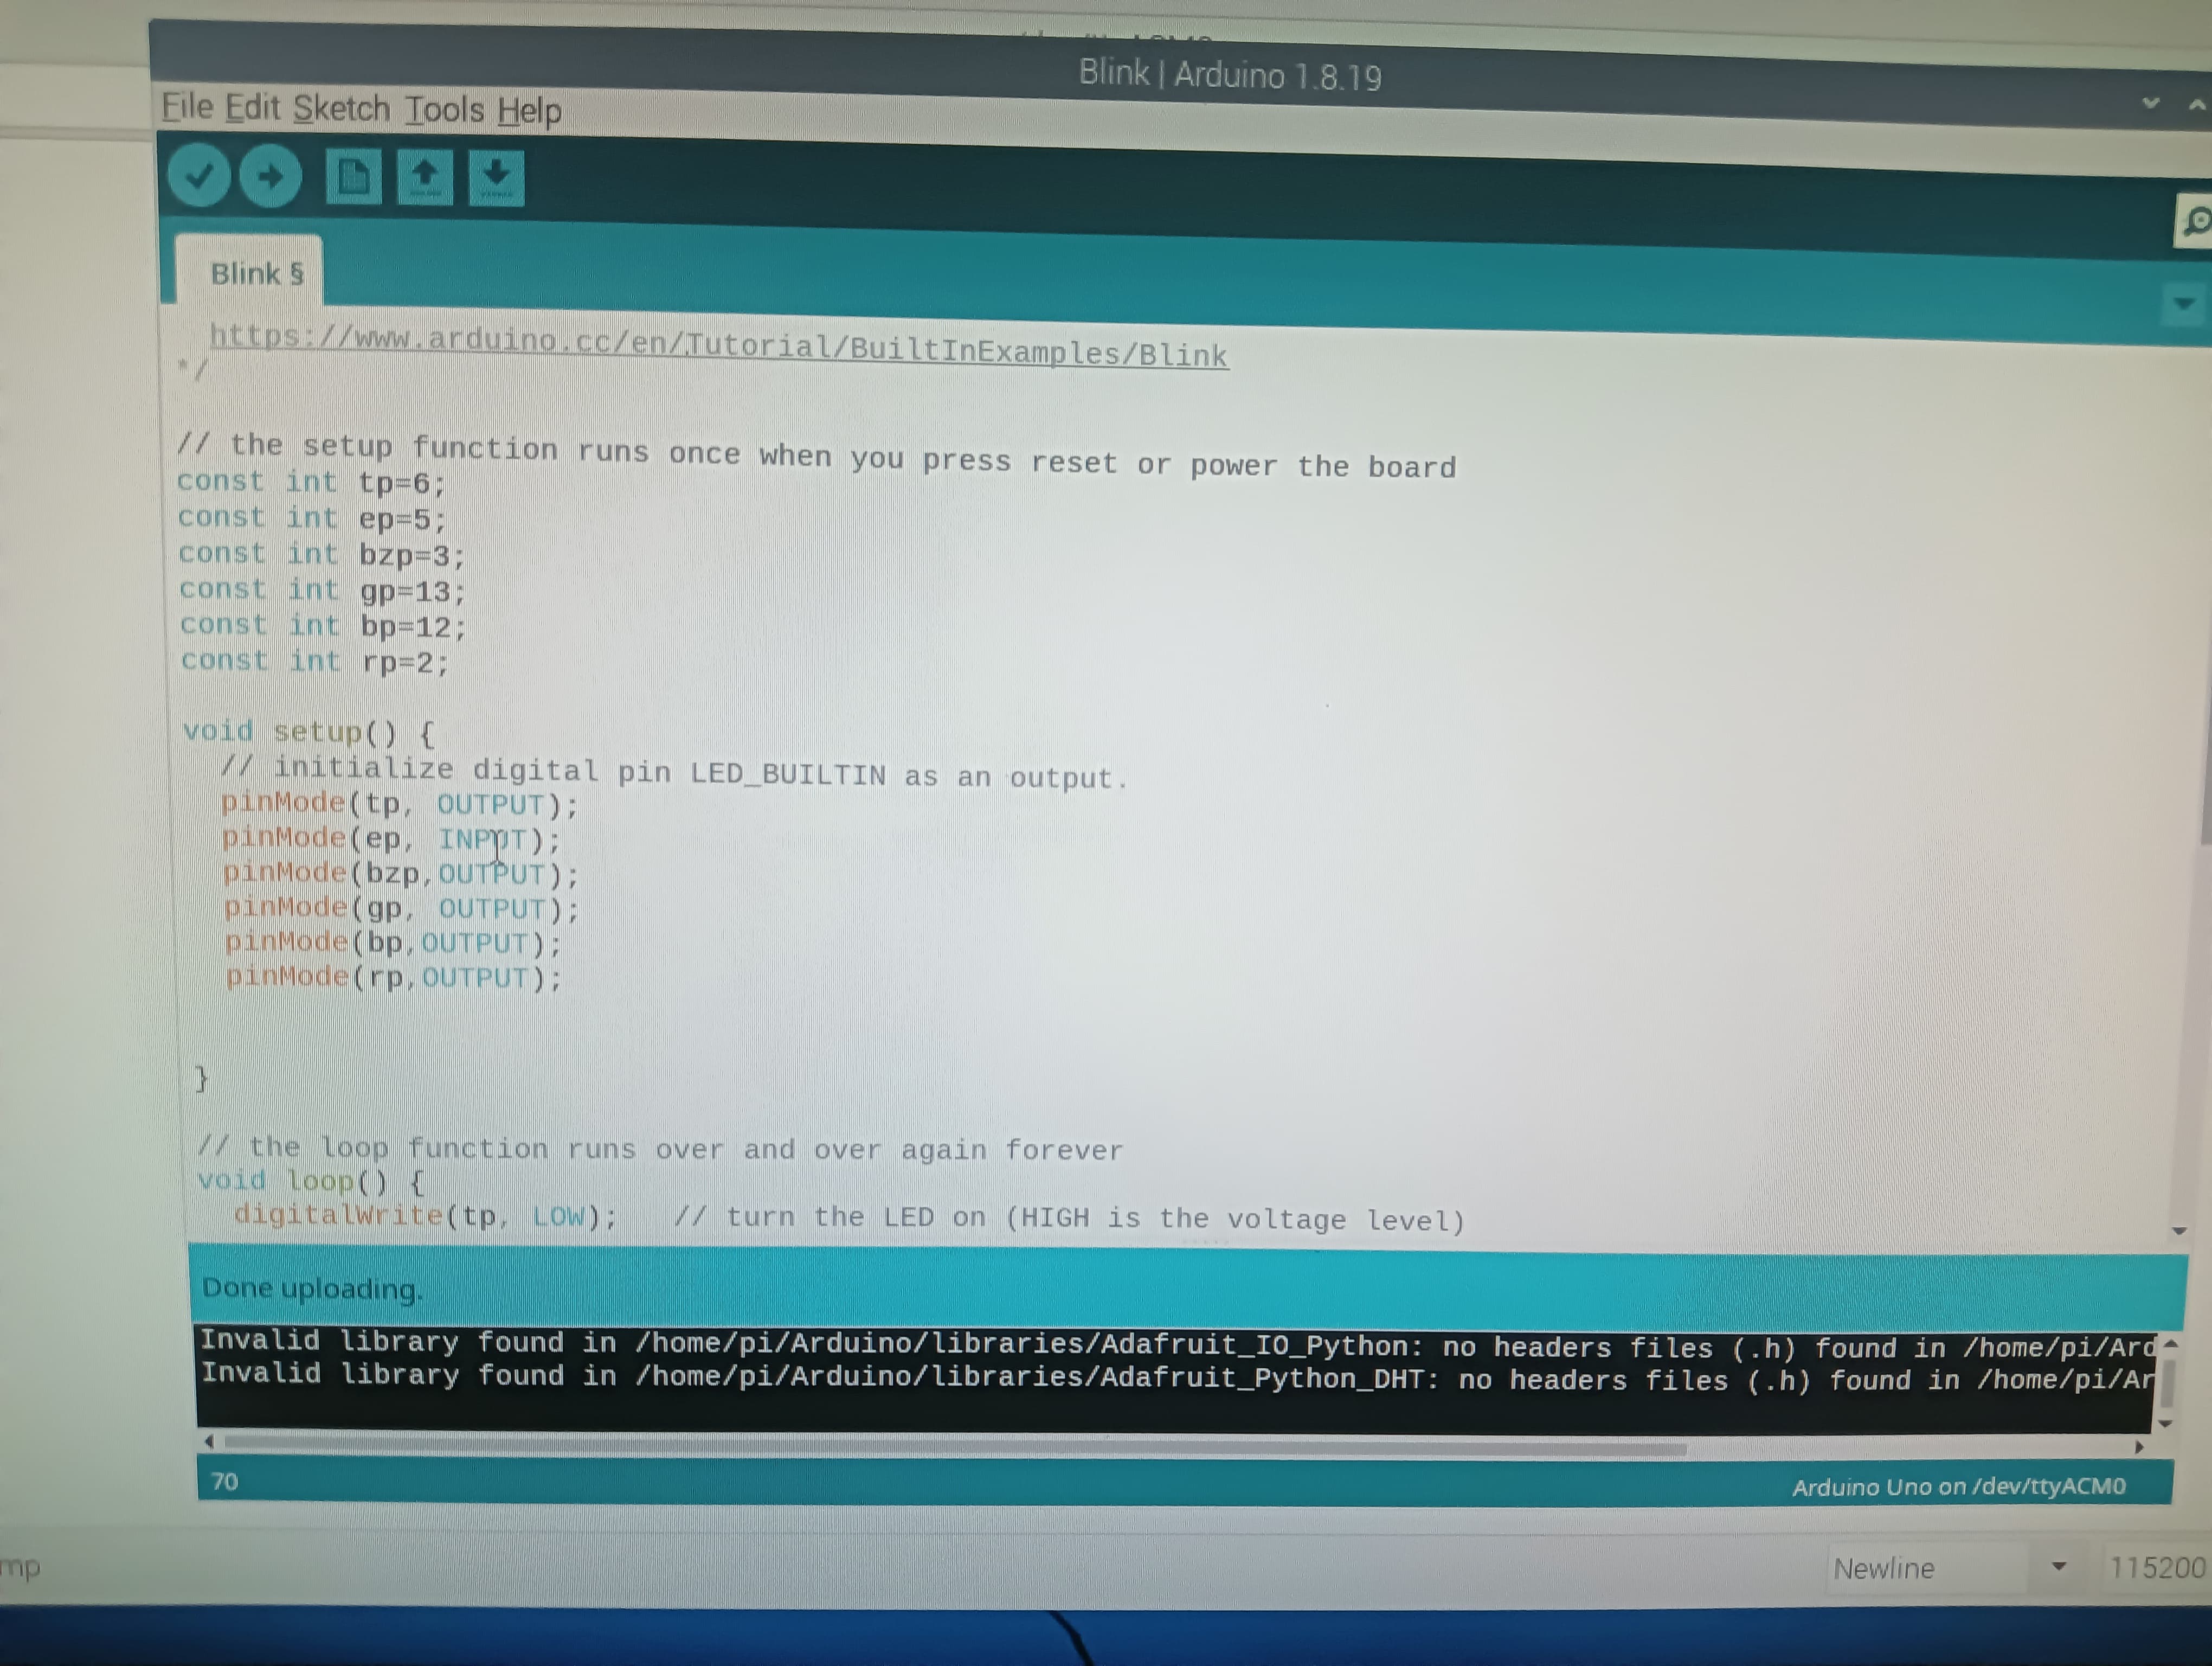 Blink | Arduino 1.8.19
File Edit Sketch Tools Help
Blink §
https://www.arduino.cc/en/Tutorial/BuiltInExamples/Blink
*/
// the setup function runs once when you press reset or power the board
const int tp=6;
const int ep=5;
const int bzp=3;
const int gp=13;
const int bp=12;
const int rp=2;
void setup() {
// initialize digital pin LED_BUILTIN as an output.
pinMode(tp, OUTPUT);
pinMode(ep, INPUT);
pinMode(bzp,OUTPUT);
pinMode(gp, OUTPUT);
pinMode(bp,OUTPUT);
pinMode(rp,OUTPUT);
}
// the loop function runs over and over again forever
void loop() {
digitalWrite(tp, LOW);   // turn the LED on (HIGH is the voltage level)
Done uploading.
Invalid library found in /home/pi/Arduino/libraries/Adafruit_IO_Python: no headers files (.h) found in /home/pi/Ard
Invalid library found in /home/pi/Arduino/libraries/Adafruit_Python_DHT: no headers files (.h) found in /home/pi/Ar
70
Arduino Uno on /dev/ttyACM0
mp
Newline
115200